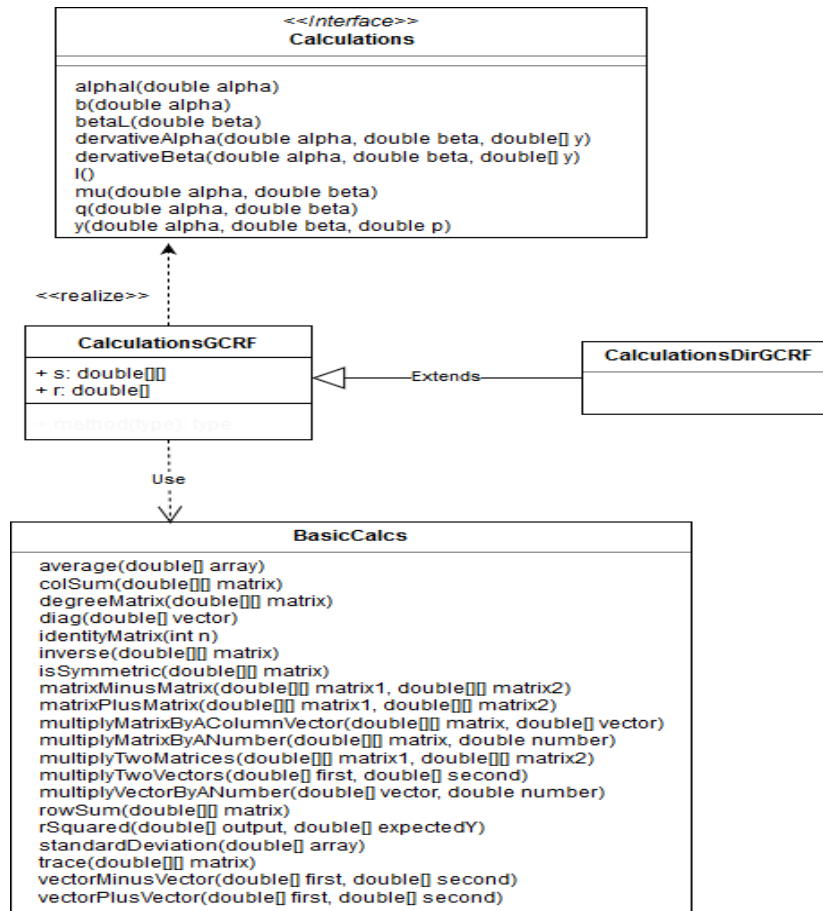 <<Interface>>
Calculations
alphaI(double alpha)
b(double alpha)
betaL(double beta)
dervativeAlpha(double alpha, double beta, double[] y)
dervativeBeta(double alpha, double beta, double[] y)
l()
mu(double alpha, double beta)
q(double alpha, double beta)
y(double alpha, double beta, double p)
<<realize>>
CalculationsGCRF
+ s: double[][]
+ r: double[]
+ method(type): type
Extends
CalculationsDirGCRF
Use
BasicCalcs
average(double[] array)
colSum(double[][] matrix)
degreeMatrix(double[][] matrix)
diag(double[] vector)
identityMatrix(int n)
inverse(double[][] matrix)
isSymmetric(double[][] matrix)
matrixMinusMatrix(double[][] matrix1, double[][] matrix2)
matrixPlusMatrix(double[][] matrix1, double[][] matrix2)
multiplyMatrixByAColumnVector(double[][] matrix, double[] vector)
multiplyMatrixByANumber(double[][] matrix, double number)
multiplyTwoMatrices(double[][] matrix1, double[][] matrix2)
multiplyTwoVectors(double[] first, double[] second)
multiplyVectorByANumber(double[] vector, double number)
rowSum(double[][] matrix)
rSquared(double[] output, double[] expectedY)
standardDeviation(double[] array)
trace(double[][] matrix)
vectorMinusVector(double[] first, double[] second)
vectorPlusVector(double[] first, double[] second)